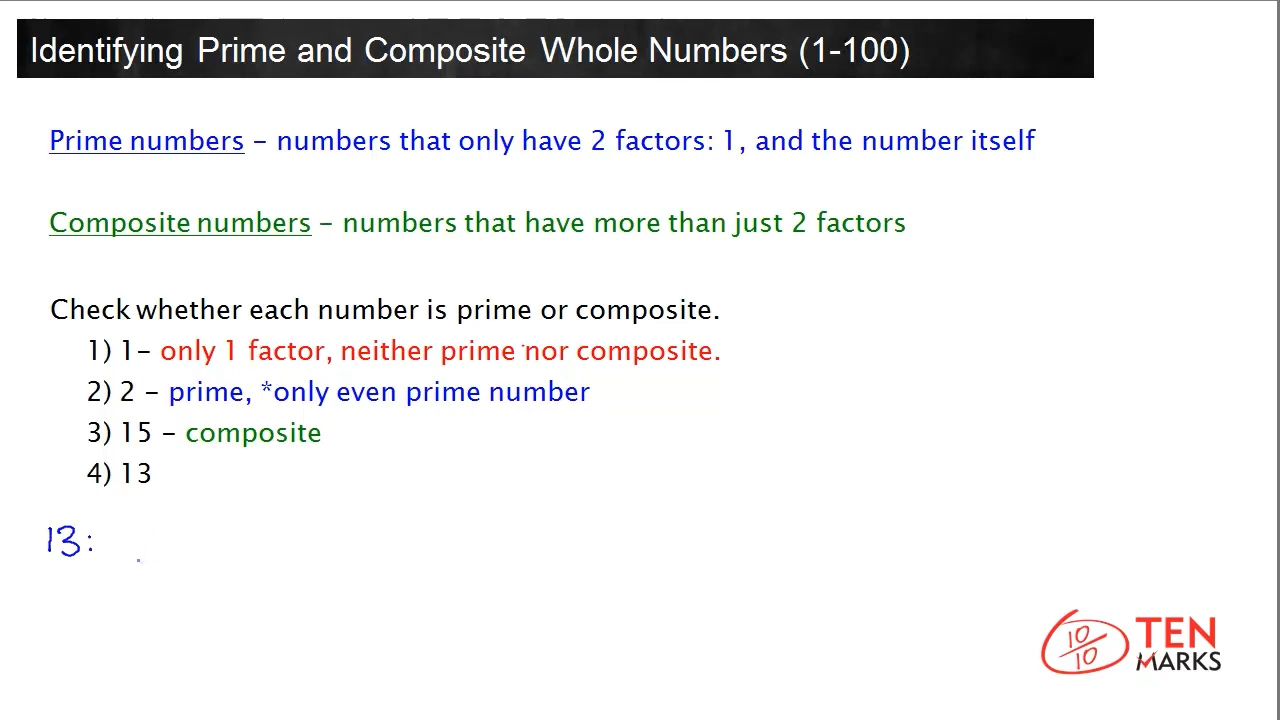 Identifying Prime and Composite Whole Numbers (1-100)
Prime numbers – numbers that only have 2 factors: 1, and the number itself
Composite numbers – numbers that have more than just 2 factors
Check whether each number is prime or composite.
1) 1– only 1 factor, neither prime nor composite.
2) 2 – prime, *only even prime number
3) 15 – composite
4) 13
13:
10/10
TEN
MARKS